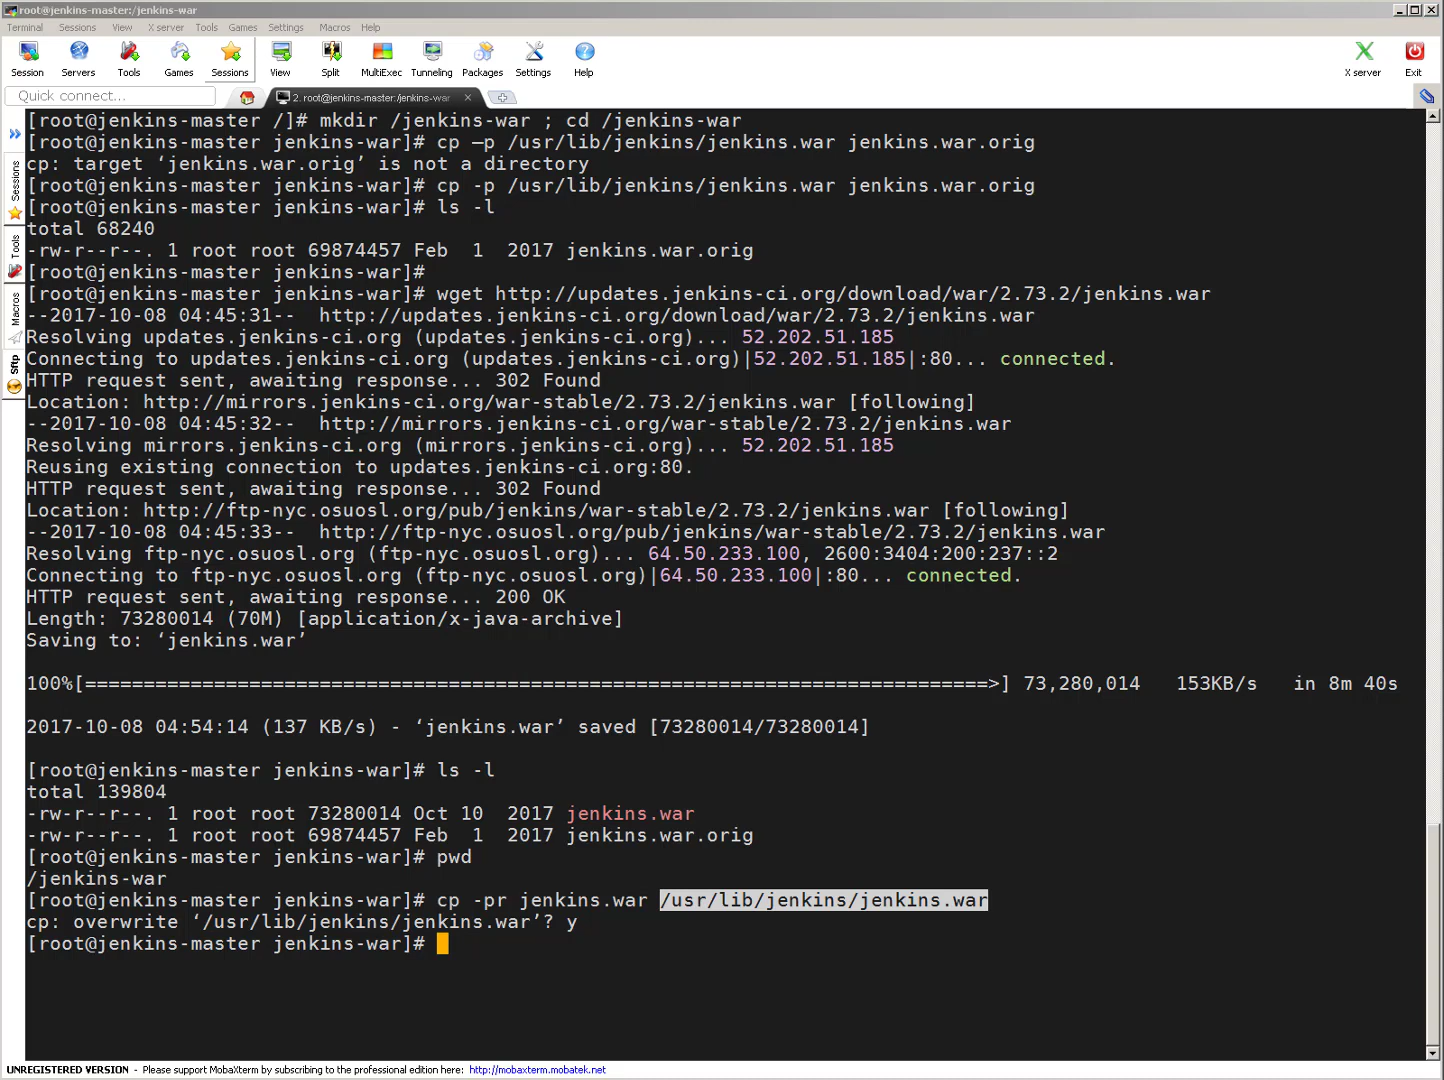 root@jenkins-master:/jenkins-war
Terminal Sessions View X server Tools Games Settings Macros Help
Session Servers Tools Games Sessions View Split MultiExec Tunneling Packages Settings Help X server Exit
Quick connect...
2. root@jenkins-master:/jenkins-war
Sessions
Tools
Macros
Sftp
[root@jenkins-master /]# mkdir /jenkins-war ; cd /jenkins-war
[root@jenkins-master jenkins-war]# cp –p /usr/lib/jenkins/jenkins.war jenkins.war.orig
cp: target ‘jenkins.war.orig’ is not a directory
[root@jenkins-master jenkins-war]# cp -p /usr/lib/jenkins/jenkins.war jenkins.war.orig
[root@jenkins-master jenkins-war]# ls -l
total 68240
-rw-r--r--. 1 root root 69874457 Feb  1  2017 jenkins.war.orig
[root@jenkins-master jenkins-war]#
[root@jenkins-master jenkins-war]# wget http://updates.jenkins-ci.org/download/war/2.73.2/jenkins.war
--2017-10-08 04:45:31--  http://updates.jenkins-ci.org/download/war/2.73.2/jenkins.war
Resolving updates.jenkins-ci.org (updates.jenkins-ci.org)... 52.202.51.185
Connecting to updates.jenkins-ci.org (updates.jenkins-ci.org)|52.202.51.185|:80... connected.
HTTP request sent, awaiting response... 302 Found
Location: http://mirrors.jenkins-ci.org/war-stable/2.73.2/jenkins.war [following]
--2017-10-08 04:45:32--  http://mirrors.jenkins-ci.org/war-stable/2.73.2/jenkins.war
Resolving mirrors.jenkins-ci.org (mirrors.jenkins-ci.org)... 52.202.51.185
Reusing existing connection to updates.jenkins-ci.org:80.
HTTP request sent, awaiting response... 302 Found
Location: http://ftp-nyc.osuosl.org/pub/jenkins/war-stable/2.73.2/jenkins.war [following]
--2017-10-08 04:45:33--  http://ftp-nyc.osuosl.org/pub/jenkins/war-stable/2.73.2/jenkins.war
Resolving ftp-nyc.osuosl.org (ftp-nyc.osuosl.org)... 64.50.233.100, 2600:3404:200:237::2
Connecting to ftp-nyc.osuosl.org (ftp-nyc.osuosl.org)|64.50.233.100|:80... connected.
HTTP request sent, awaiting response... 200 OK
Length: 73280014 (70M) [application/x-java-archive]
Saving to: ‘jenkins.war’
100%[=============================================================================>] 73,280,014   153KB/s   in 8m 40s
2017-10-08 04:54:14 (137 KB/s) - ‘jenkins.war’ saved [73280014/73280014]
[root@jenkins-master jenkins-war]# ls -l
total 139804
-rw-r--r--. 1 root root 73280014 Oct 10  2017 jenkins.war
-rw-r--r--. 1 root root 69874457 Feb  1  2017 jenkins.war.orig
[root@jenkins-master jenkins-war]# pwd
/jenkins-war
[root@jenkins-master jenkins-war]# cp -pr jenkins.war /usr/lib/jenkins/jenkins.war
cp: overwrite ‘/usr/lib/jenkins/jenkins.war’? y
[root@jenkins-master jenkins-war]#
UNREGISTERED VERSION - Please support MobaXterm by subscribing to the professional edition here: http://mobaxterm.mobatek.net